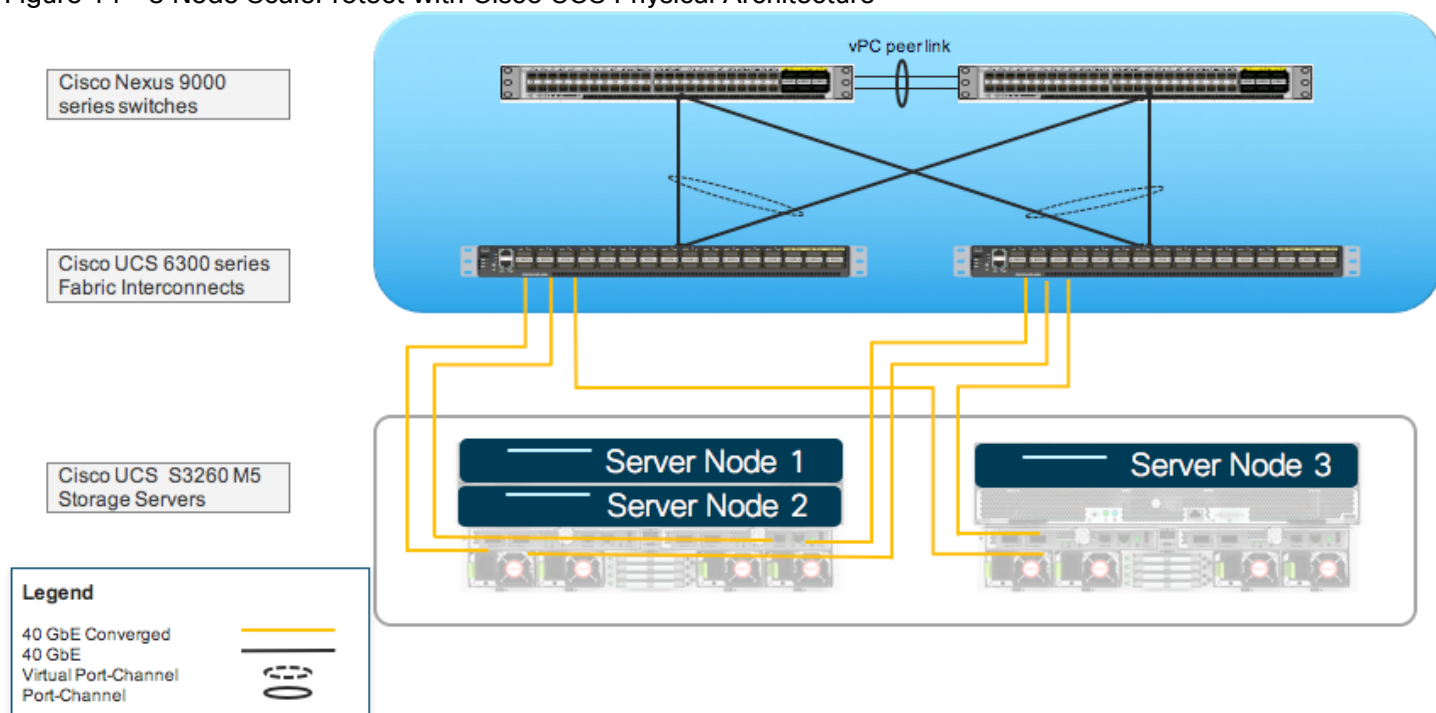 vPC peer link
Cisco Nexus 9000
series switches
Cisco UCS 6300 series
Fabric Interconnects
Cisco UCS S3260 M5
Storage Servers
Server Node 1
Server Node 2
Server Node 3
Legend
40 GbE Converged
40 GbE
Virtual Port-Channel
Port-Channel